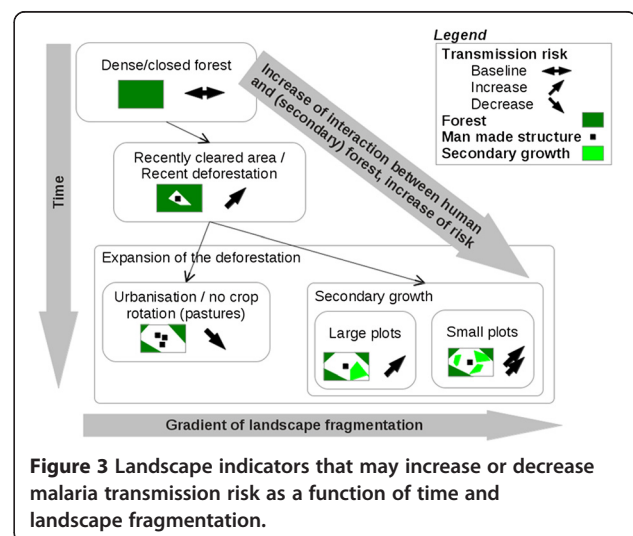 Dense/closed forest
Increase of interaction between human
and (secondary) forest, increase of risk
Legend
Transmission risk
Baseline
Increase
Decrease
Forest
Man made structure
Secondary growth
Time
Recently cleared area /
Recent deforestation
Expansion of the deforestation
Urbanisation / no crop
rotation (pastures)
Secondary growth
Large plots
Small plots
Gradient of landscape fragmentation
Figure 3 Landscape indicators that may increase or decrease
malaria transmission risk as a function of time and
landscape fragmentation.